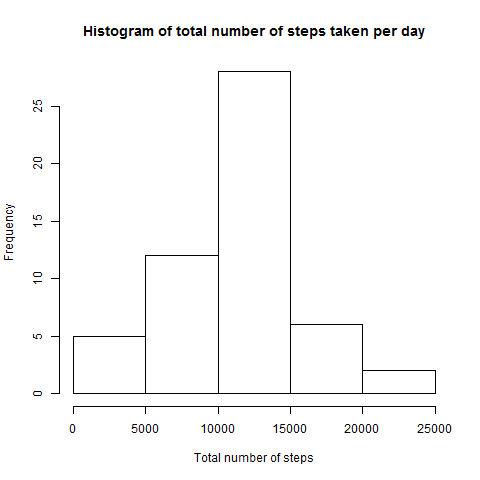 Histogram of total number of steps taken per day
Frequency
25
20
15
10
5
0
0 5000 10000 15000 20000 25000
Total number of steps